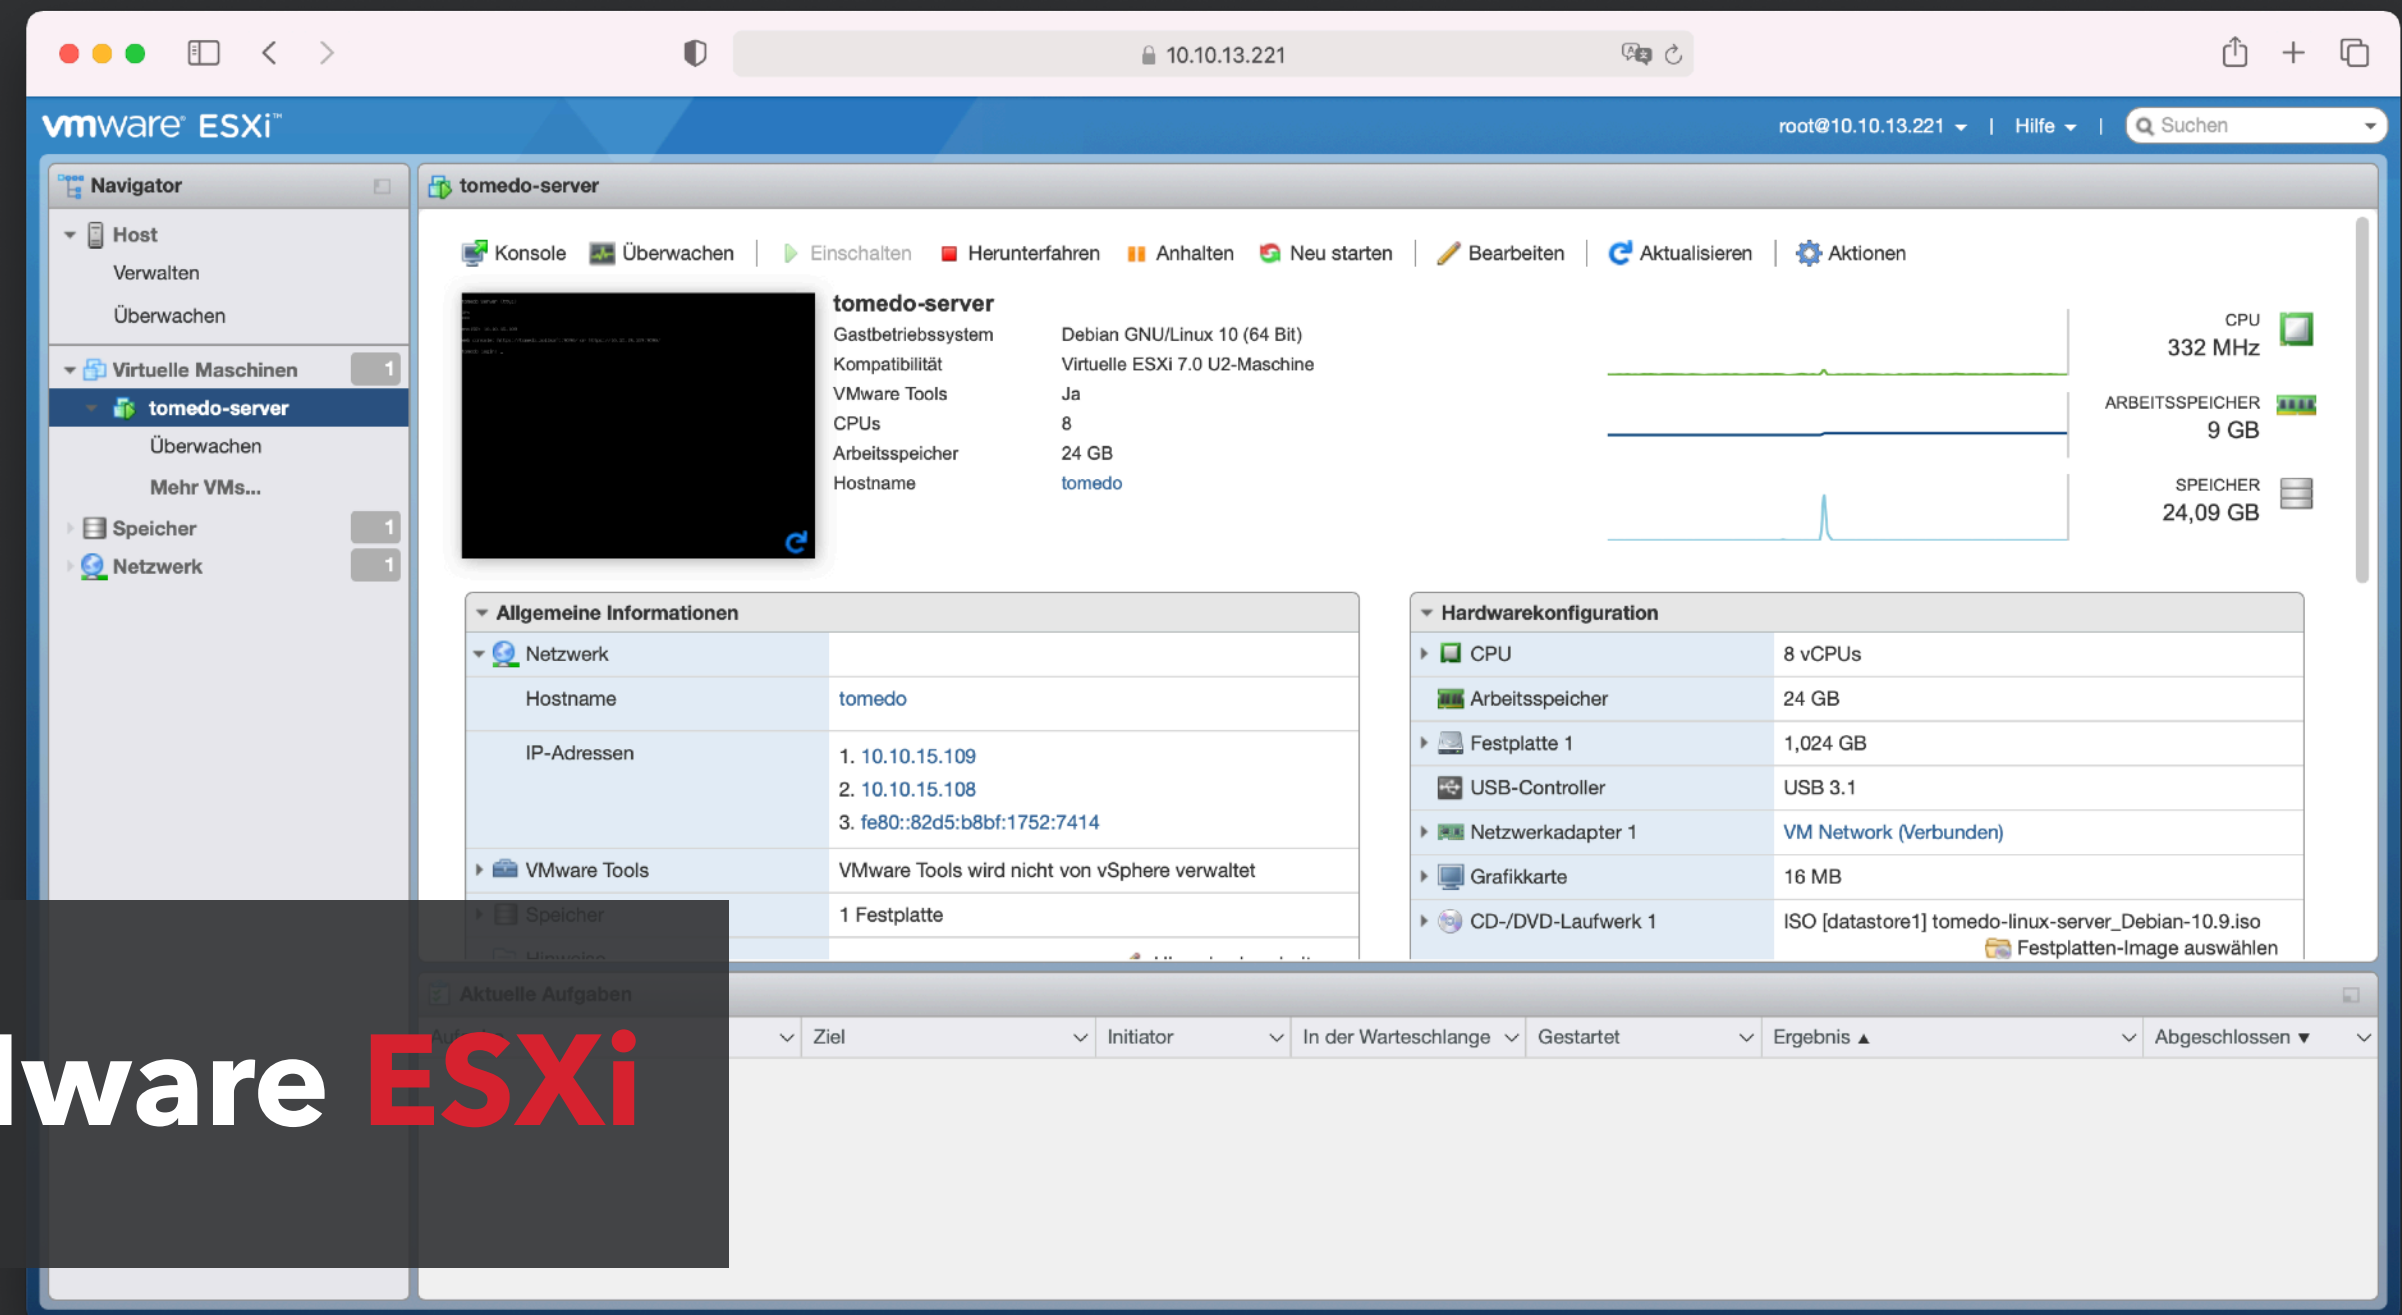 10.10.13.221
vmware® ESXi™
root@10.10.13.221 | Hilfe | Suchen
Navigator
Host
Verwalten
Überwachen
Virtuelle Maschinen 1
tomedo-server
Überwachen
Mehr VMs...
Speicher 1
Netzwerk 1
tomedo-server
Konsole Überwachen Einschalten Herunterfahren Anhalten Neu starten Bearbeiten Aktualisieren Aktionen
tomedo-server
Gastbetriebssystem Debian GNU/Linux 10 (64 Bit)
Kompatibilität Virtuelle ESXi 7.0 U2-Maschine
VMware Tools Ja
CPUs 8
Arbeitsspeicher 24 GB
Hostname tomedo
CPU
332 MHz
ARBEITSSPEICHER
9 GB
SPEICHER
24,09 GB
Allgemeine Informationen
Netzwerk
Hostname tomedo
IP-Adressen 1. 10.10.15.109
2. 10.10.15.108
3. fe80::82d5:b8bf:1752:7414
VMware Tools VMware Tools wird nicht von vSphere verwaltet
Speicher 1 Festplatte
Hinweise
Hardwarekonfiguration
CPU 8 vCPUs
Arbeitsspeicher 24 GB
Festplatte 1 1,024 GB
USB-Controller USB 3.1
Netzwerkadapter 1 VM Network (Verbunden)
Grafikkarte 16 MB
CD-/DVD-Laufwerk 1 ISO [datastore1] tomedo-linux-server_Debian-10.9.iso
Festplatten-Image auswählen
Aktuelle Aufgaben
Ziel Initiator In der Warteschlange Gestartet Ergebnis ▲ Abgeschlossen ▼
ware ESXi